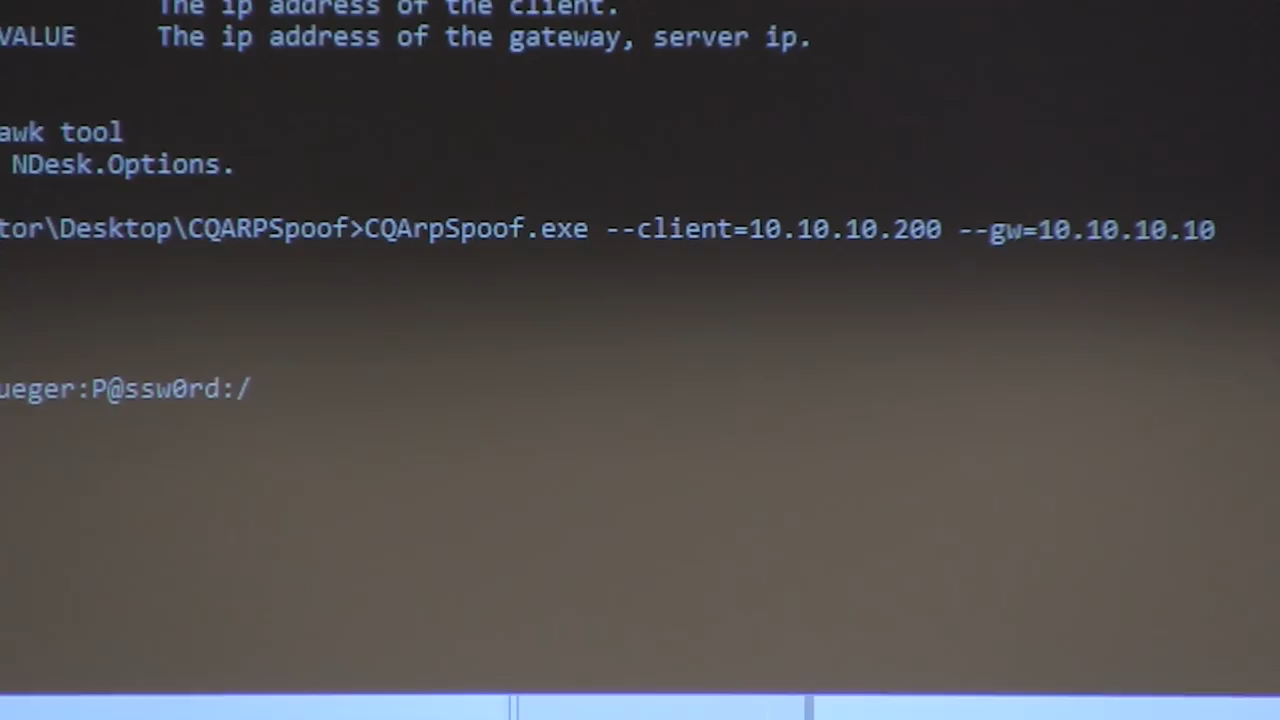 The ip address of the client.
VALUE The ip address of the gateway, server ip.
awk tool
NDesk.Options.
tor\Desktop\CQARPSpoof>CQArpSpoof.exe --client=10.10.10.200 --gw=10.10.10.10
ueger:P@ssw0rd:/